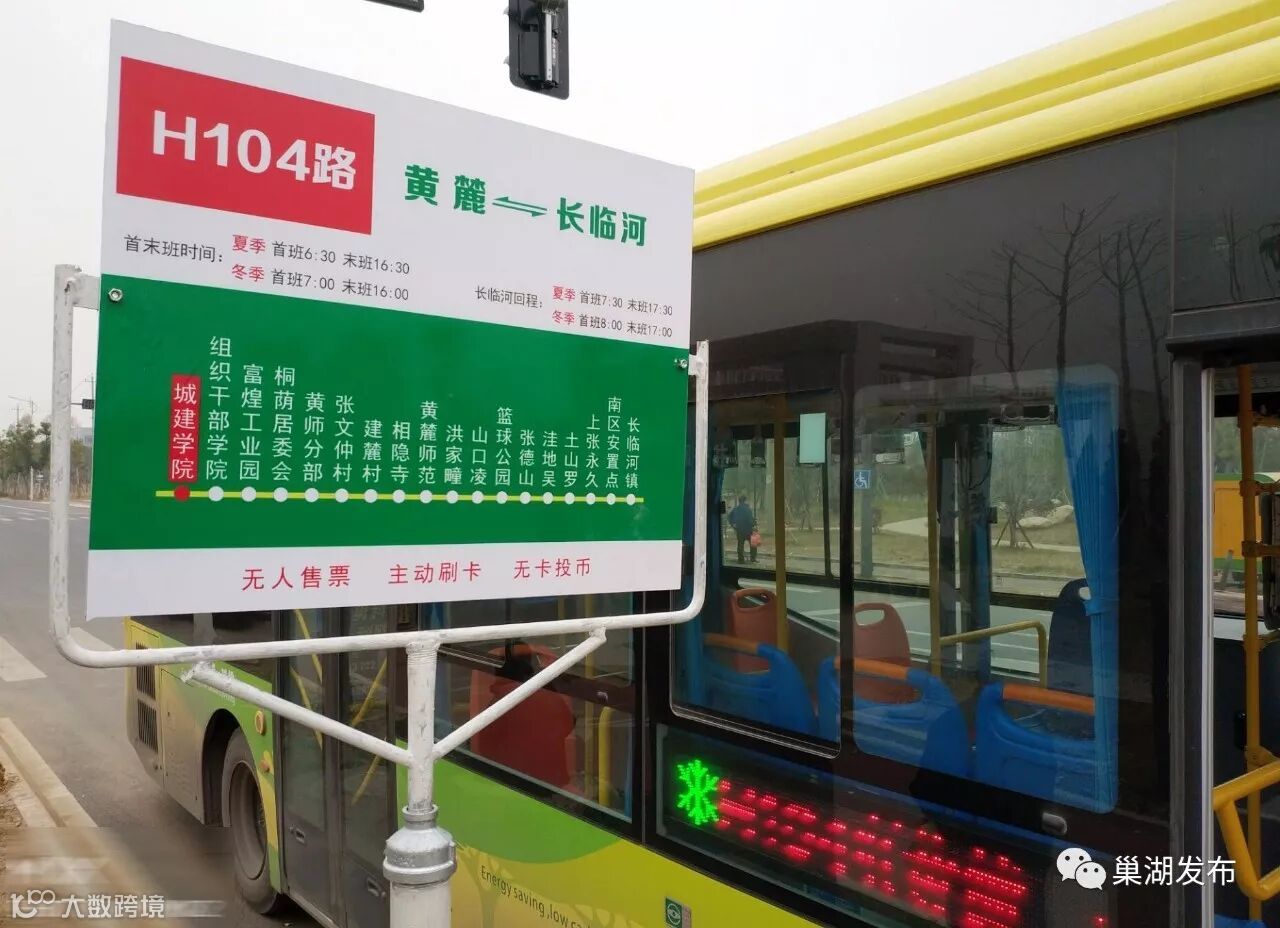 H104路
黄麓⇌长临河
首末班时间：
夏季 首班6:30 末班16:30
冬季 首班7:00 末班16:00
长临河回程：
夏季 首班7:30 末班17:30
冬季 首班8:00 末班17:00
城建学院
组织干部学院
富煌工业园
桐荫居委会
黄师分部
张文仲村
建麓村
相隐寺
黄麓师范
洪家疃
山口凌
篮球公园
张德山
洼地吴
土山罗
上张永久
南区安置点
长临河镇
无人售票 主动刷卡 无卡投币
Energy saving, low
巢湖发布
大数跨境